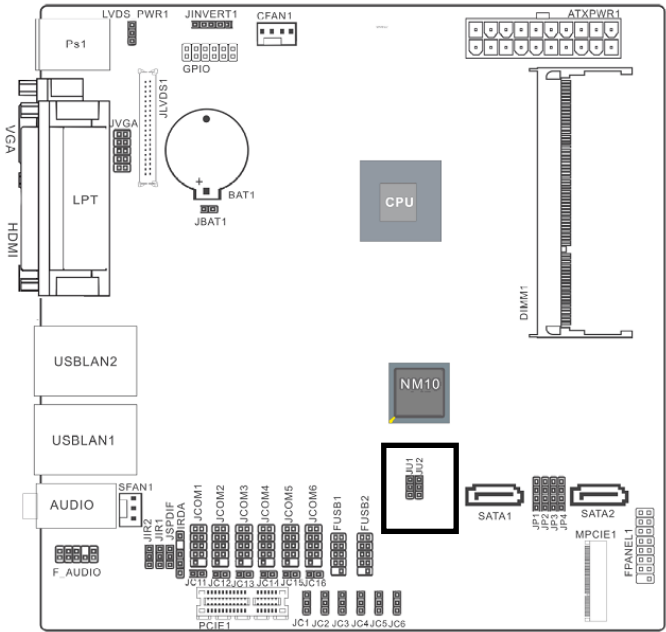 LVDS_PWR1
JINVERT1
CFAN1
ATXPWR1
Ps1
GPIO
JLVDS1
JVGA
VGA
LPT
HDMI
+
BAT1
JBAT1
CPU
DIMM1
USBLAN2
NM10
USBLAN1
JU1
JU2
AUDIO
SFAN1
SATA1
SATA2
JP1
JP2
JP3
JP4
MPCIE1
FPANEL1
JIR2
JIR1
JSPDIF
IRDA
JCOM1
JCOM2
JCOM3
JCOM4
JCOM5
JCOM6
FUSB1
FUSB2
F_AUDIO
JC11
JC12
JC13
JC14
JC15
JC16
PCIE1
JC1
JC2
JC3
JC4
JC5
JC6